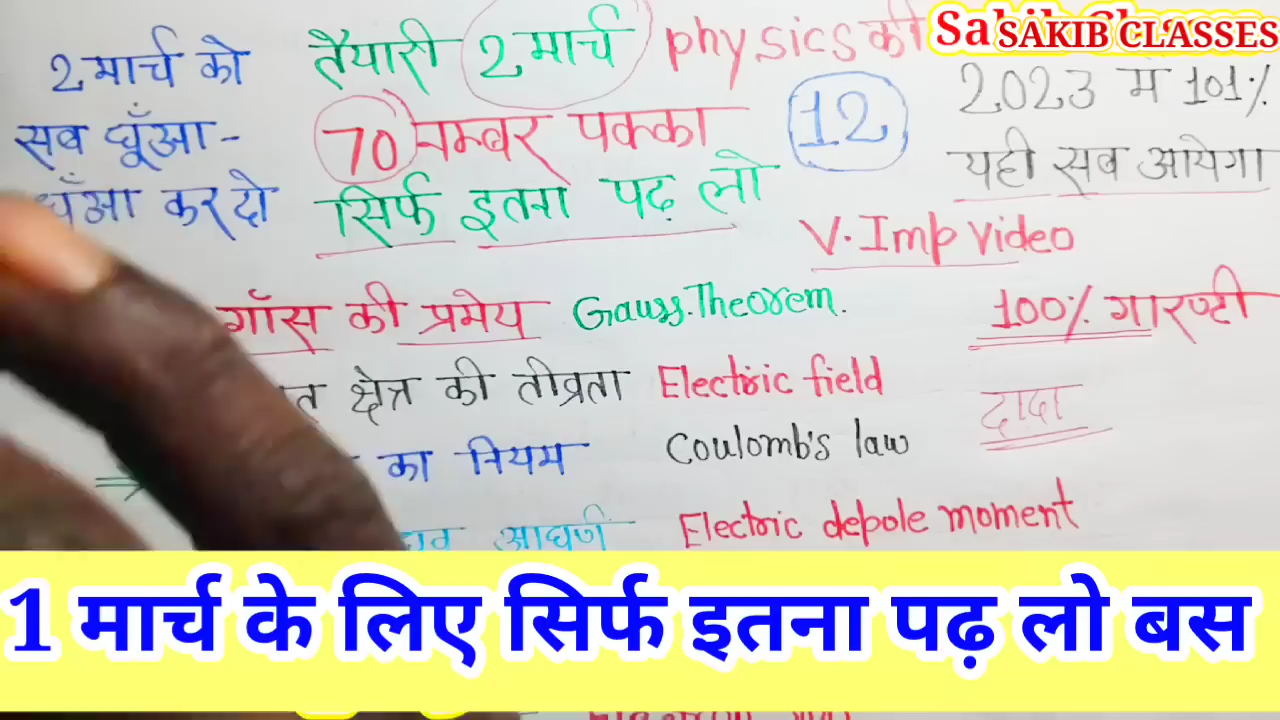 SAKIB CLASSES
2 मार्च को तैयारी 2 मार्च physics की
सब धूँआ- 70 नम्बर पक्का 12 2023 में 101%
धूँआ कर दो सिर्फ इतना पढ़ लो यही सब आयेगा
V. Imp Video
गॉस की प्रमेय Gauss. Theorem. 100% गारण्टी
क्षेत्र की तीव्रता Electric field दादा
का नियम Coulomb's law
आघर्ण Electric depole moment
1 मार्च के लिए सिर्फ इतना पढ़ लो बस